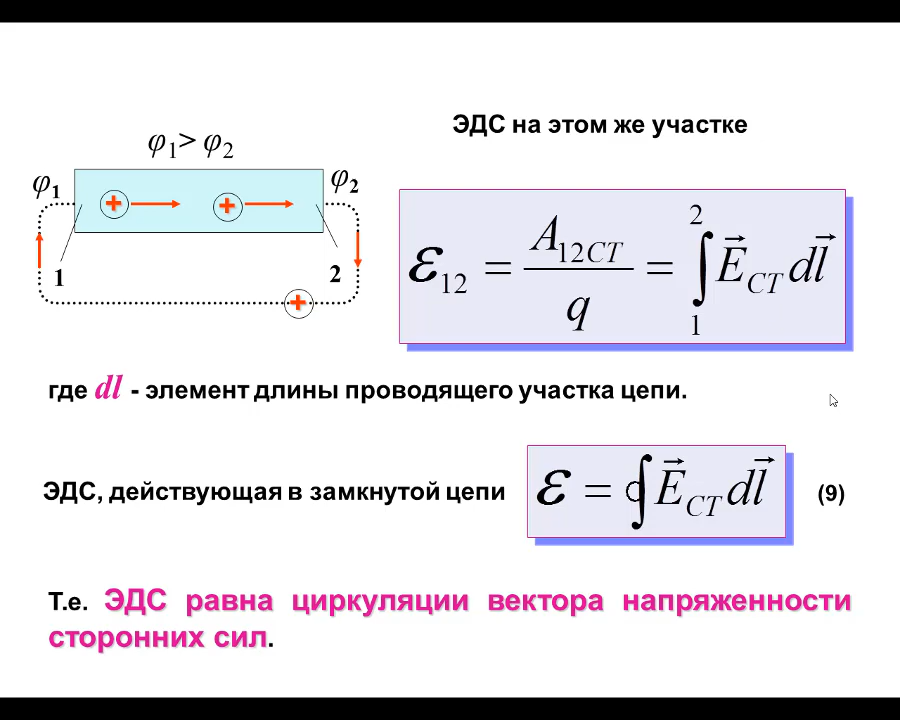 ЭДС на этом же участке
φ₁> φ₂
φ₁
φ₂
+
+
1
2
+
ℰ₁₂ = A₁₂CT / q = ∫₁² E⃗CT dl⃗
где dl - элемент длины проводящего участка цепи.
ЭДС, действующая в замкнутой цепи
ℰ = ∮ E⃗CT dl⃗
(9)
Т.е. ЭДС равна циркуляции вектора напряженности
сторонних сил.